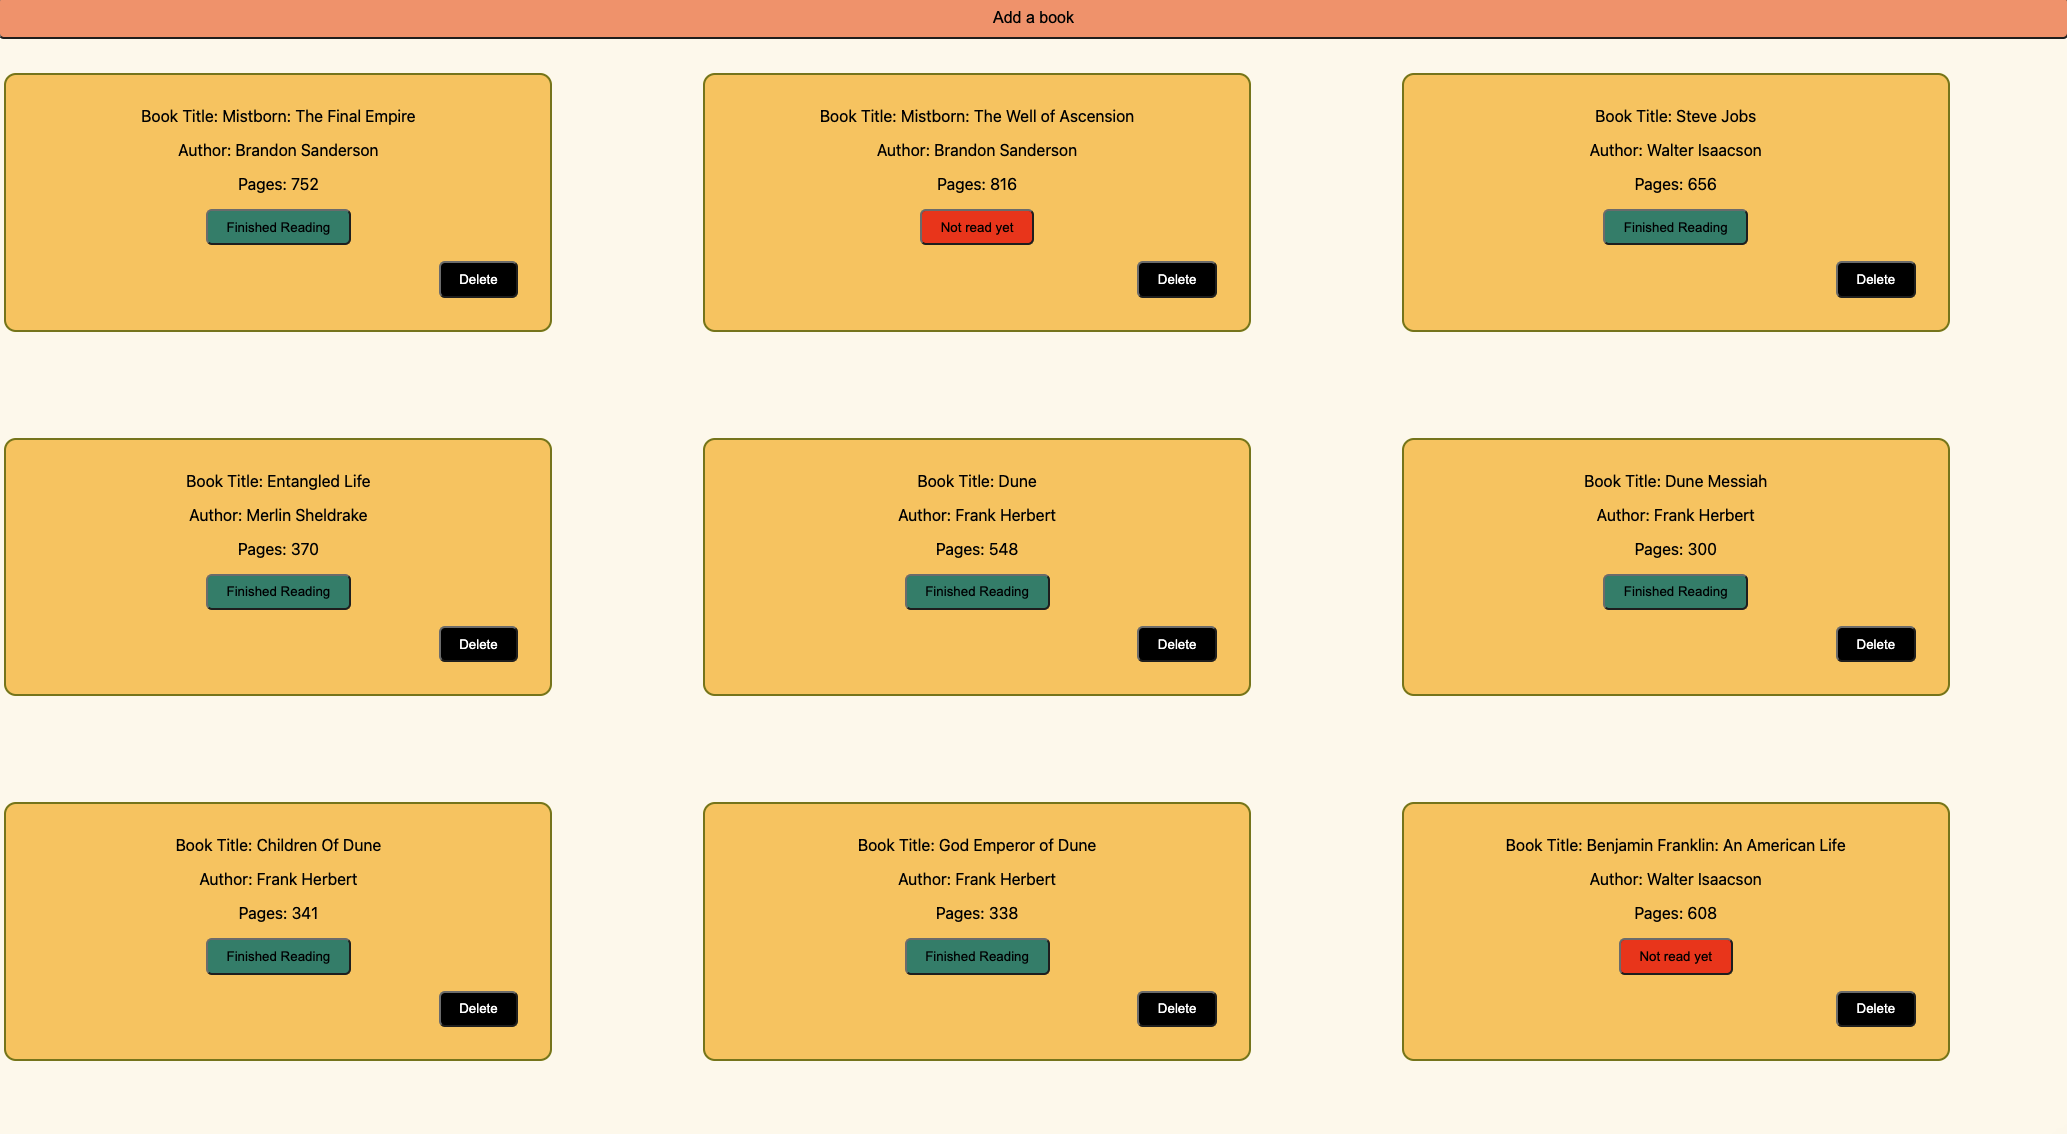 Add a book
Book Title: Mistborn: The Final Empire
Author: Brandon Sanderson
Pages: 752
Finished Reading
Delete
Book Title: Mistborn: The Well of Ascension
Author: Brandon Sanderson
Pages: 816
Not read yet
Delete
Book Title: Steve Jobs
Author: Walter Isaacson
Pages: 656
Finished Reading
Delete
Book Title: Entangled Life
Author: Merlin Sheldrake
Pages: 370
Finished Reading
Delete
Book Title: Dune
Author: Frank Herbert
Pages: 548
Finished Reading
Delete
Book Title: Dune Messiah
Author: Frank Herbert
Pages: 300
Finished Reading
Delete
Book Title: Children Of Dune
Author: Frank Herbert
Pages: 341
Finished Reading
Delete
Book Title: God Emperor of Dune
Author: Frank Herbert
Pages: 338
Finished Reading
Delete
Book Title: Benjamin Franklin: An American Life
Author: Walter Isaacson
Pages: 608
Not read yet
Delete